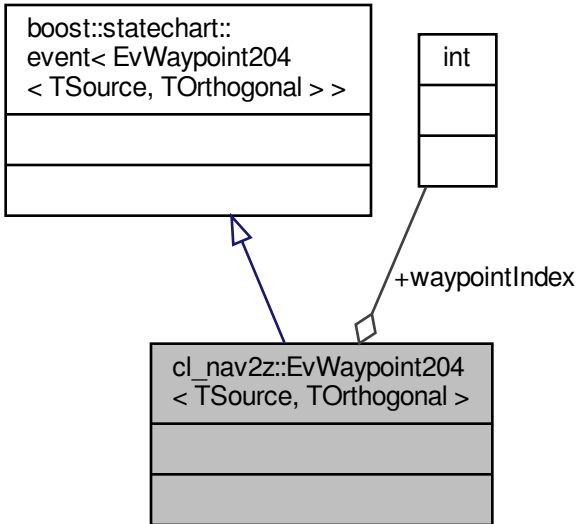 boost::statechart::
event< EvWaypoint204
< TSource, TOrthogonal > >
int
+waypointIndex
cl_nav2z::EvWaypoint204
< TSource, TOrthogonal >